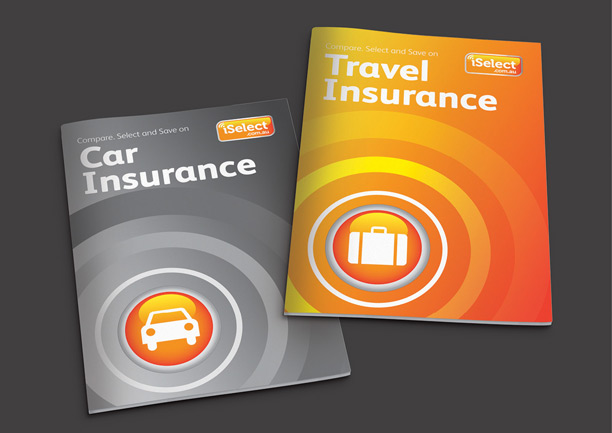 Compare, Select and Save on
Car
Insurance
iSelect
.com.au
Compare, Select and Save on
Travel
Insurance
iSelect
.com.au